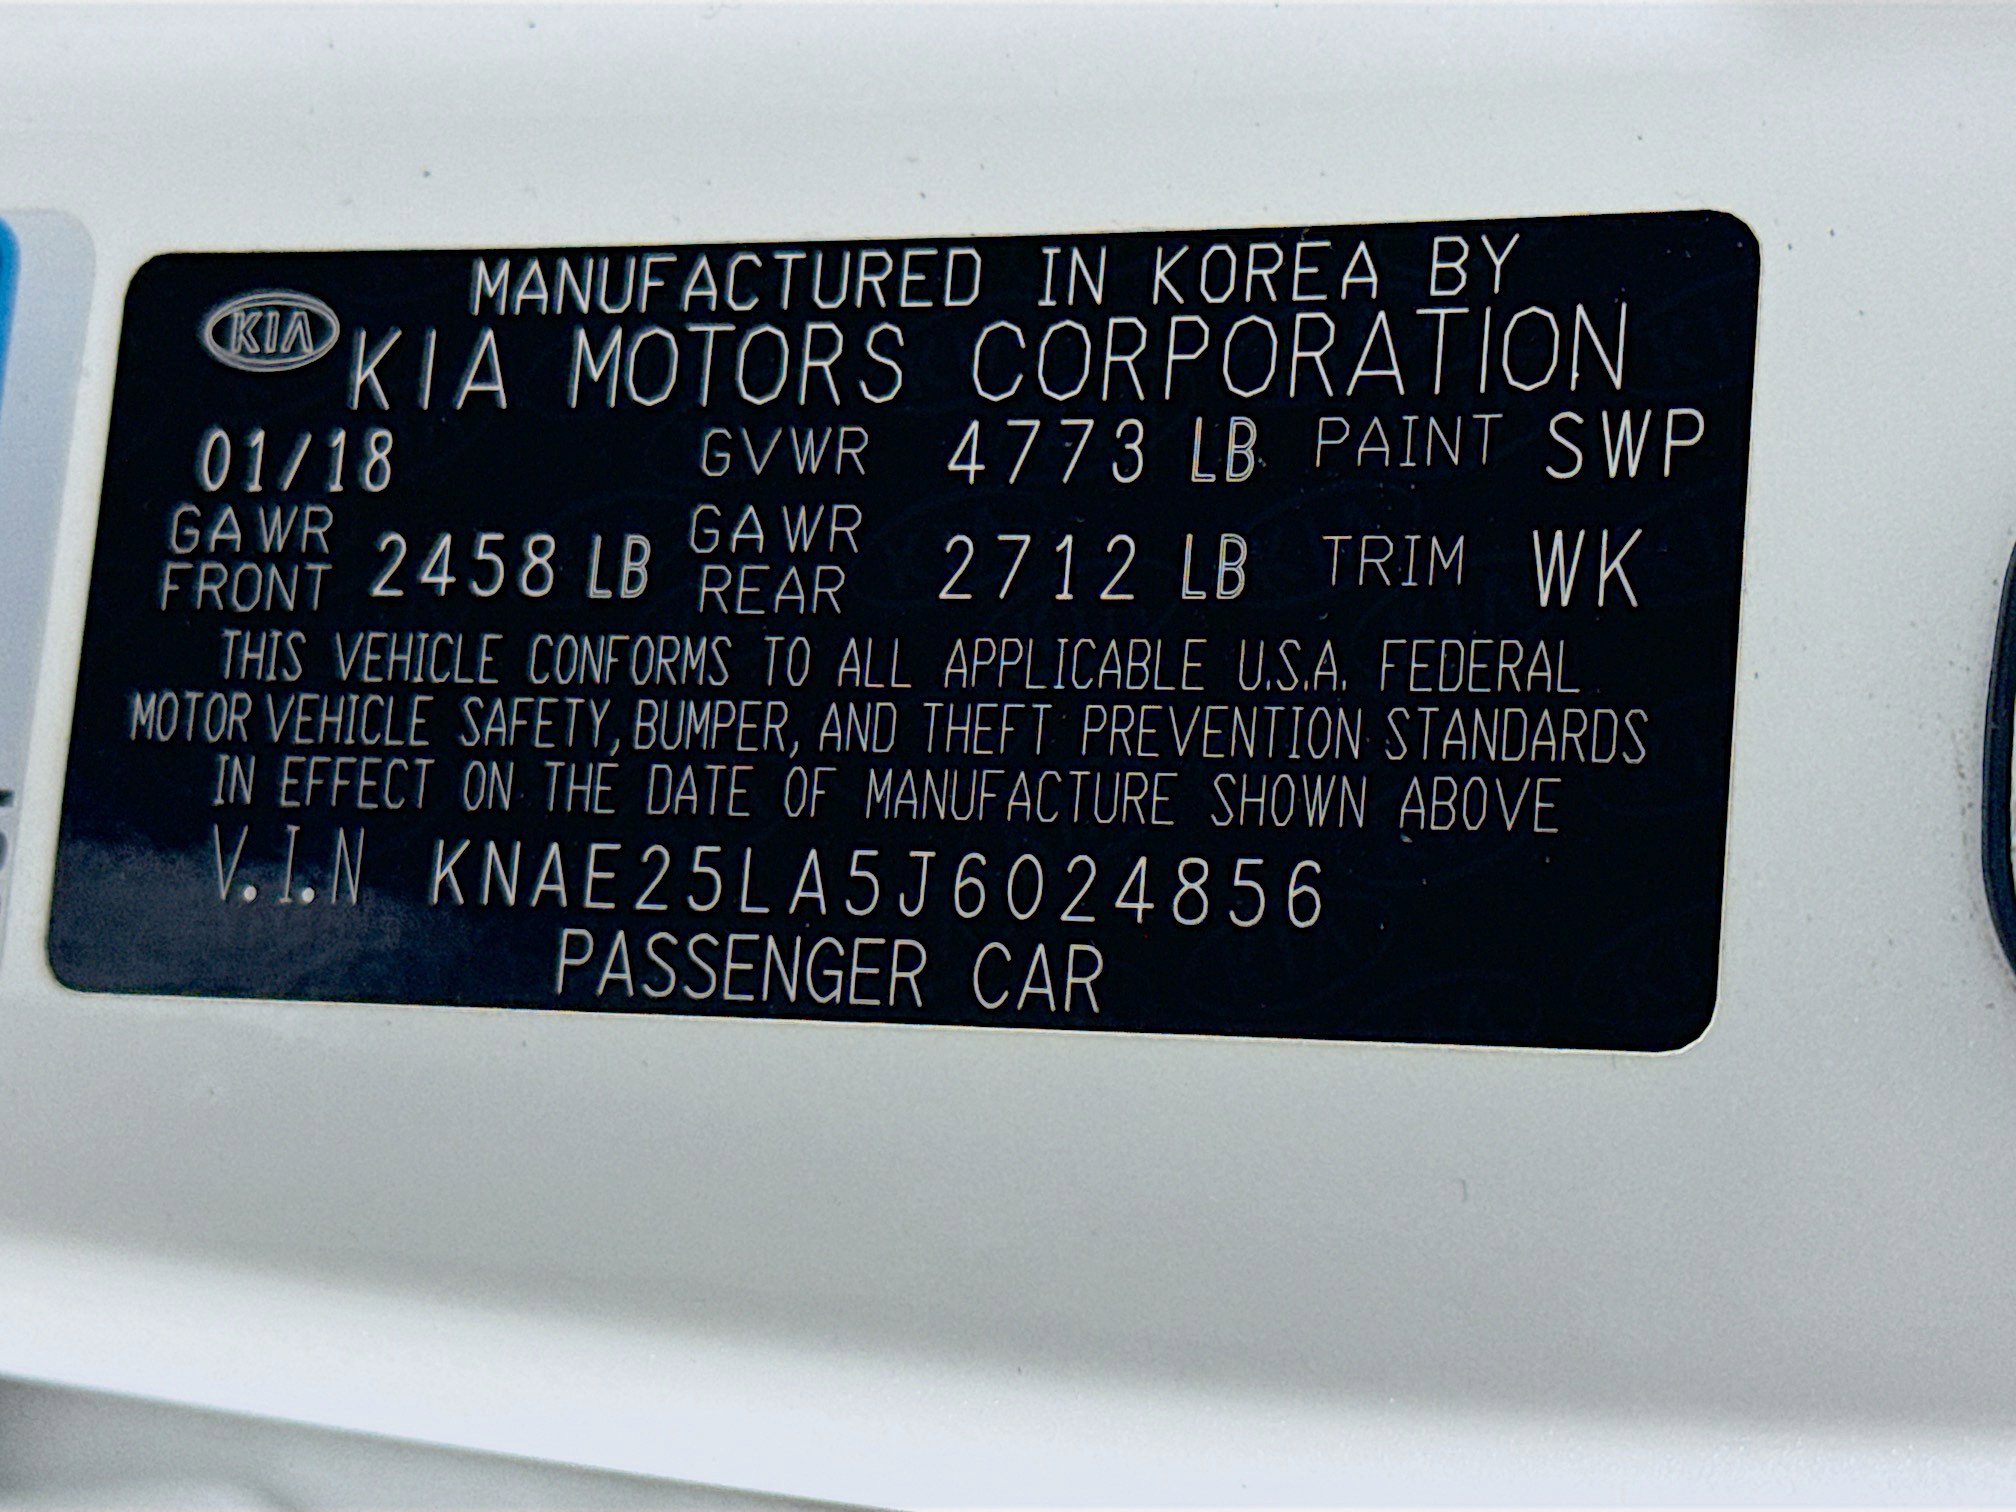 MANUFACTURED IN KOREA BY
KIA KIA MOTORS CORPORATION
01/18 GVWR 4773 LB PAINT SWP
GAWR FRONT 2458 LB GAWR REAR 2712 LB TRIM WK
THIS VEHICLE CONFORMS TO ALL APPLICABLE U.S.A. FEDERAL
MOTOR VEHICLE SAFETY, BUMPER, AND THEFT PREVENTION STANDARDS
IN EFFECT ON THE DATE OF MANUFACTURE SHOWN ABOVE
V.I.N KNAE25LA5J6024856
PASSENGER CAR